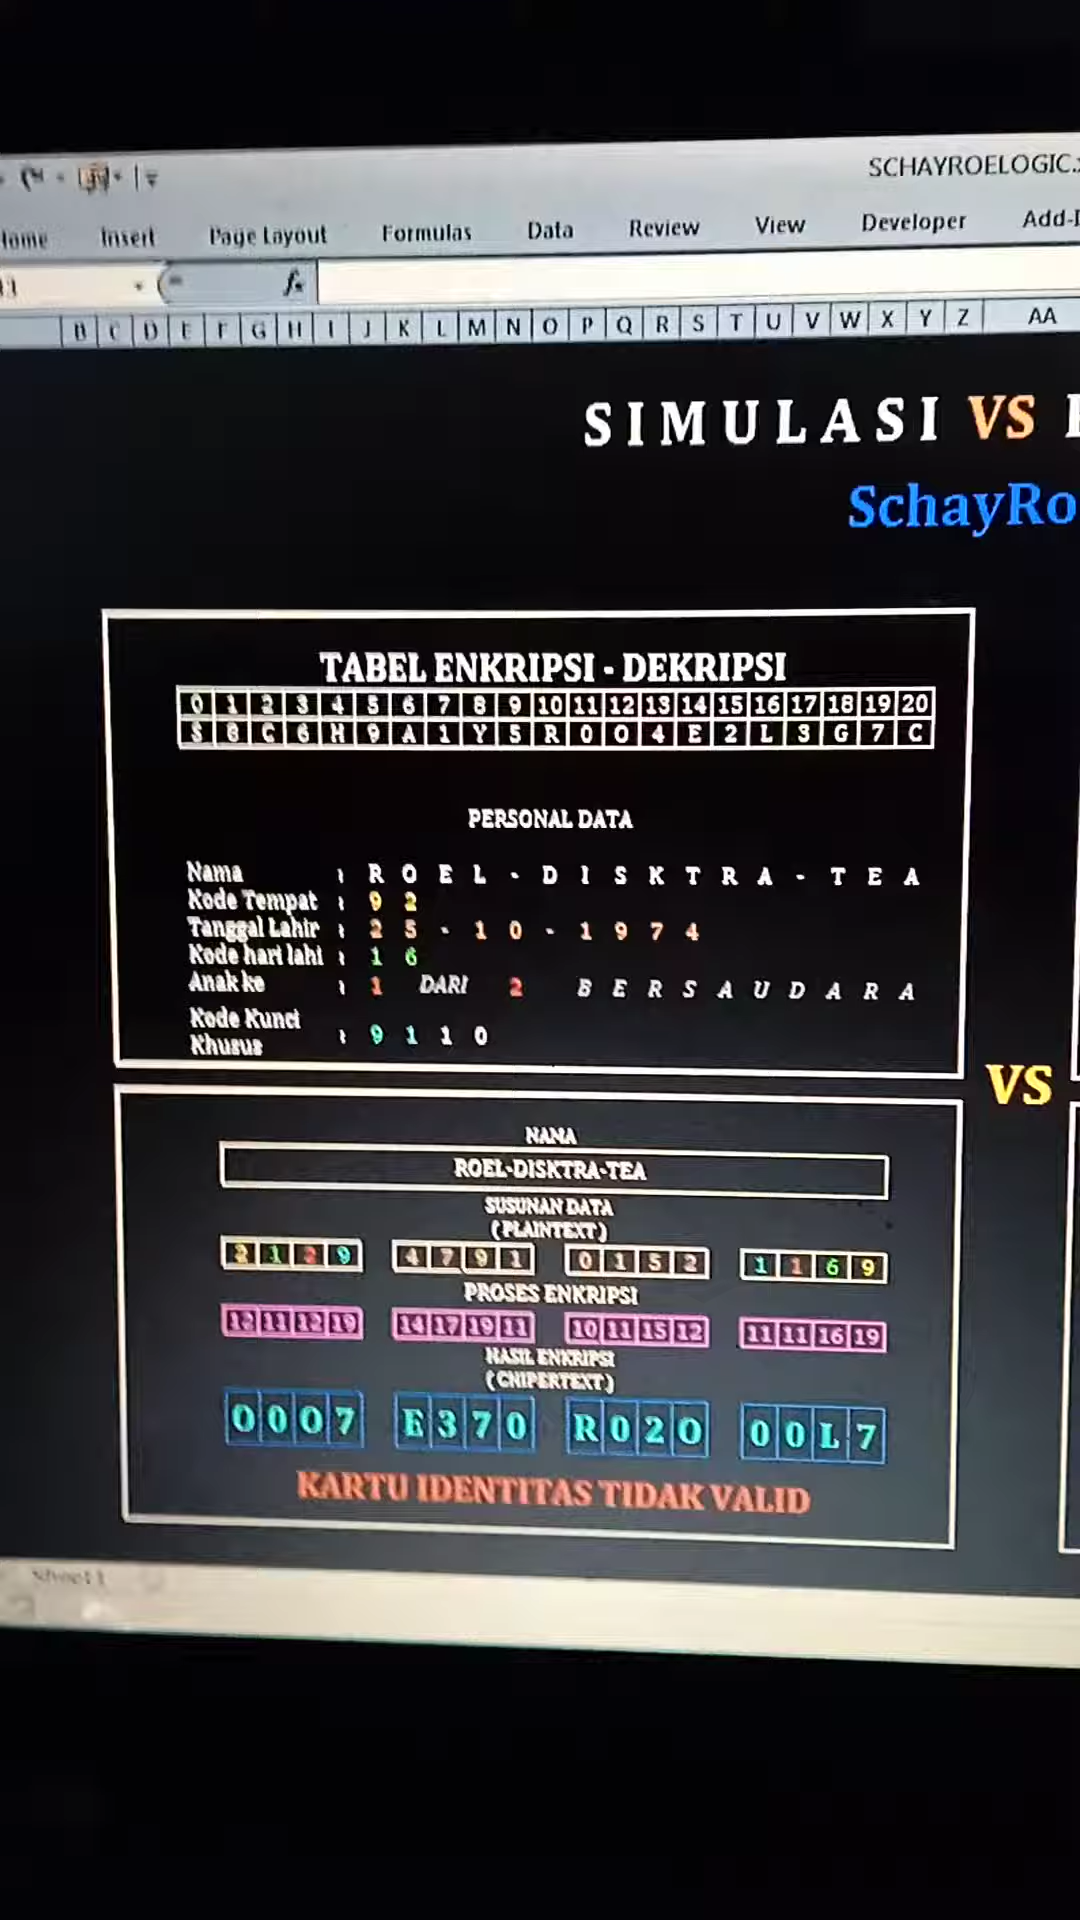 SCHAYROELOGIC.
Home Insert Page Layout Formulas Data Review View Developer Add-I
fx
B C D E F G H I J K L M N O P Q R S T U V W X Y Z AA
SIMULASI VS
SchayRo
TABEL ENKRIPSI - DEKRIPSI
0 1 2 3 4 5 6 7 8 9 10 11 12 13 14 15 16 17 18 19 20
S 8 C 6 H 9 A 1 Y 5 R 0 O 4 E 2 L 3 G 7 C
PERSONAL DATA
Nama : R O E L - D I S K T R A - T E A
Kode Tempat : 9 2
Tanggal Lahir : 2 5 - 1 0 - 1 9 7 4
Kode hari lahi : 1 6
Anak ke : 1 DARI 2 B E R S A U D A R A
Kode Kunci
Khusus : 9 1 1 0
VS
NAMA
ROEL-DISKTRA-TEA
SUSUNAN DATA
(PLAINTEXT)
2 1 2 9 4 7 9 1 0 1 5 2 1 1 6 9
PROSES ENKRIPSI
12 11 12 19 14 17 19 11 10 11 15 12 11 11 16 19
HASIL ENKRIPSI
(CHIPERTEXT)
O 0 O 7 E 3 7 0 R 0 2 O 0 0 L 7
KARTU IDENTITAS TIDAK VALID